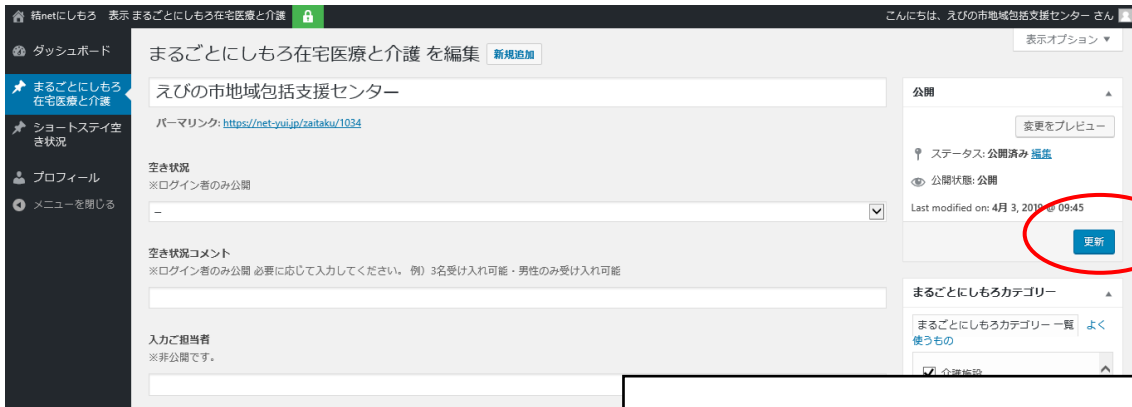 結netにしもろ 表示 まるごとにしもろ在宅医療と介護
こんにちは、えびの市地域包括支援センター さん
ダッシュボード
まるごとにしもろ
在宅医療と介護
ショートステイ空
き状況
プロフィール
メニューを閉じる
表示オプション ▼
まるごとにしもろ在宅医療と介護 を編集 新規追加
えびの市地域包括支援センター
パーマリンク: https://net-yui.jp/zaitaku/1034
空き状況
※ログイン者のみ公開
–
空き状況コメント
※ログイン者のみ公開 必要に応じて入力してください。 例）3名受け入れ可能・男性のみ受け入れ可能
入力ご担当者
※非公開です。
公開
変更をプレビュー
ステータス: 公開済み 編集
公開状態: 公開
Last modified on: 4月 3, 2019 @ 09:45
更新
まるごとにしもろカテゴリー
まるごとにしもろカテゴリー 一覧 よく
使うもの
介護施設